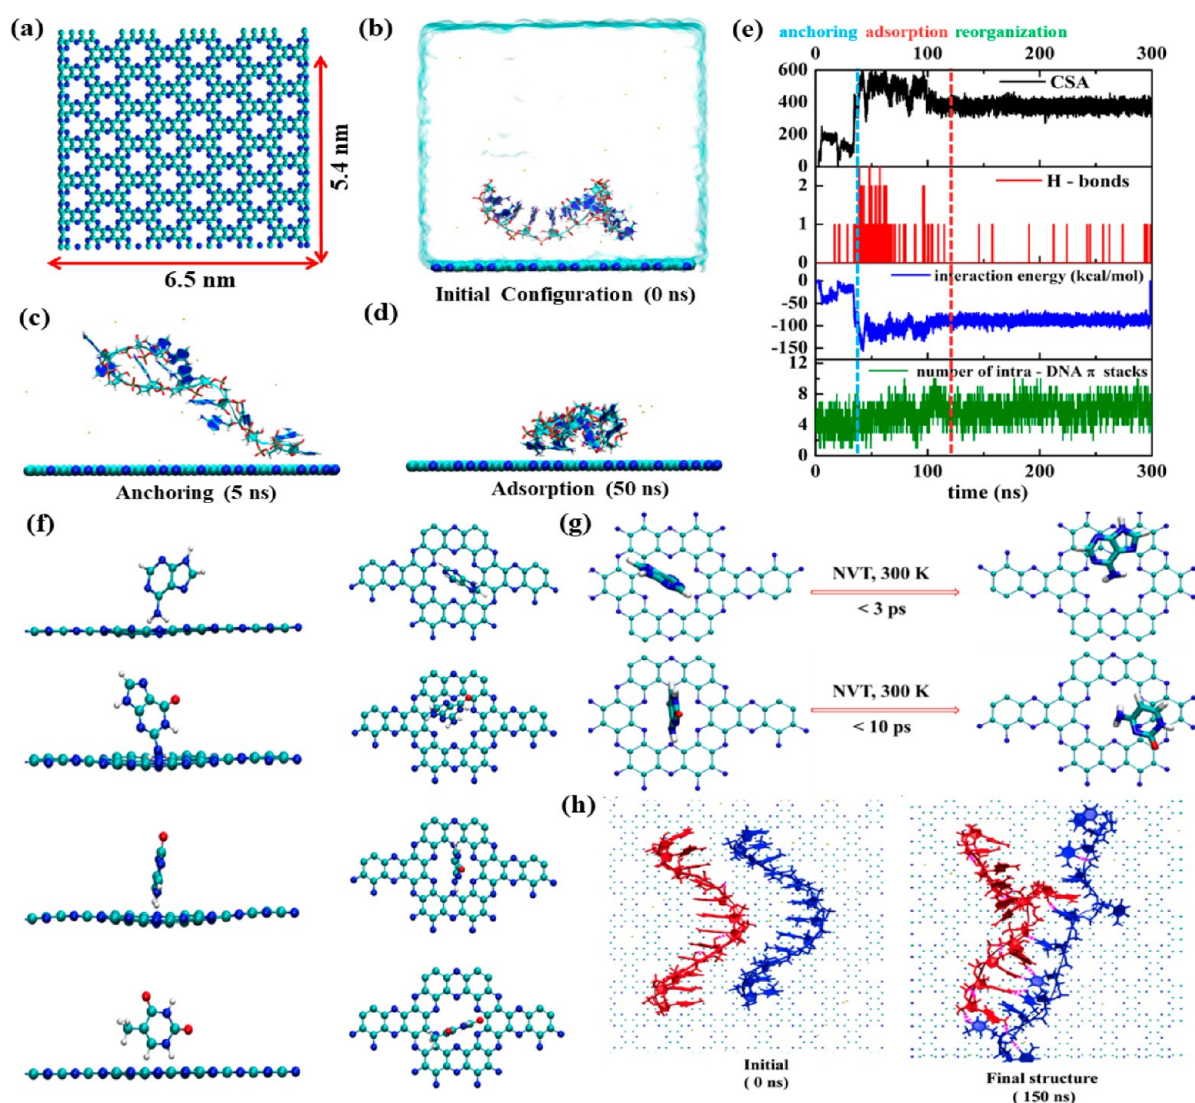 (a)
5.4 nm
6.5 nm
(b)
Initial Configuration (0 ns)
(c)
Anchoring (5 ns)
(d)
Adsorption (50 ns)
(e)
anchoring adsorption reorganization
0 100 200 300
600
400
200
0
CSA
2
1
0
H - bonds
0
-50
-100
-150
interaction energy (kcal/mol)
12
8
4
0
number of intra - DNA π stacks
0 50 100 150 200 250 300
time (ns)
(f)
(g)
NVT, 300 K
< 3 ps
NVT, 300 K
< 10 ps
(h)
Initial
( 0 ns)
Final structure
( 150 ns)